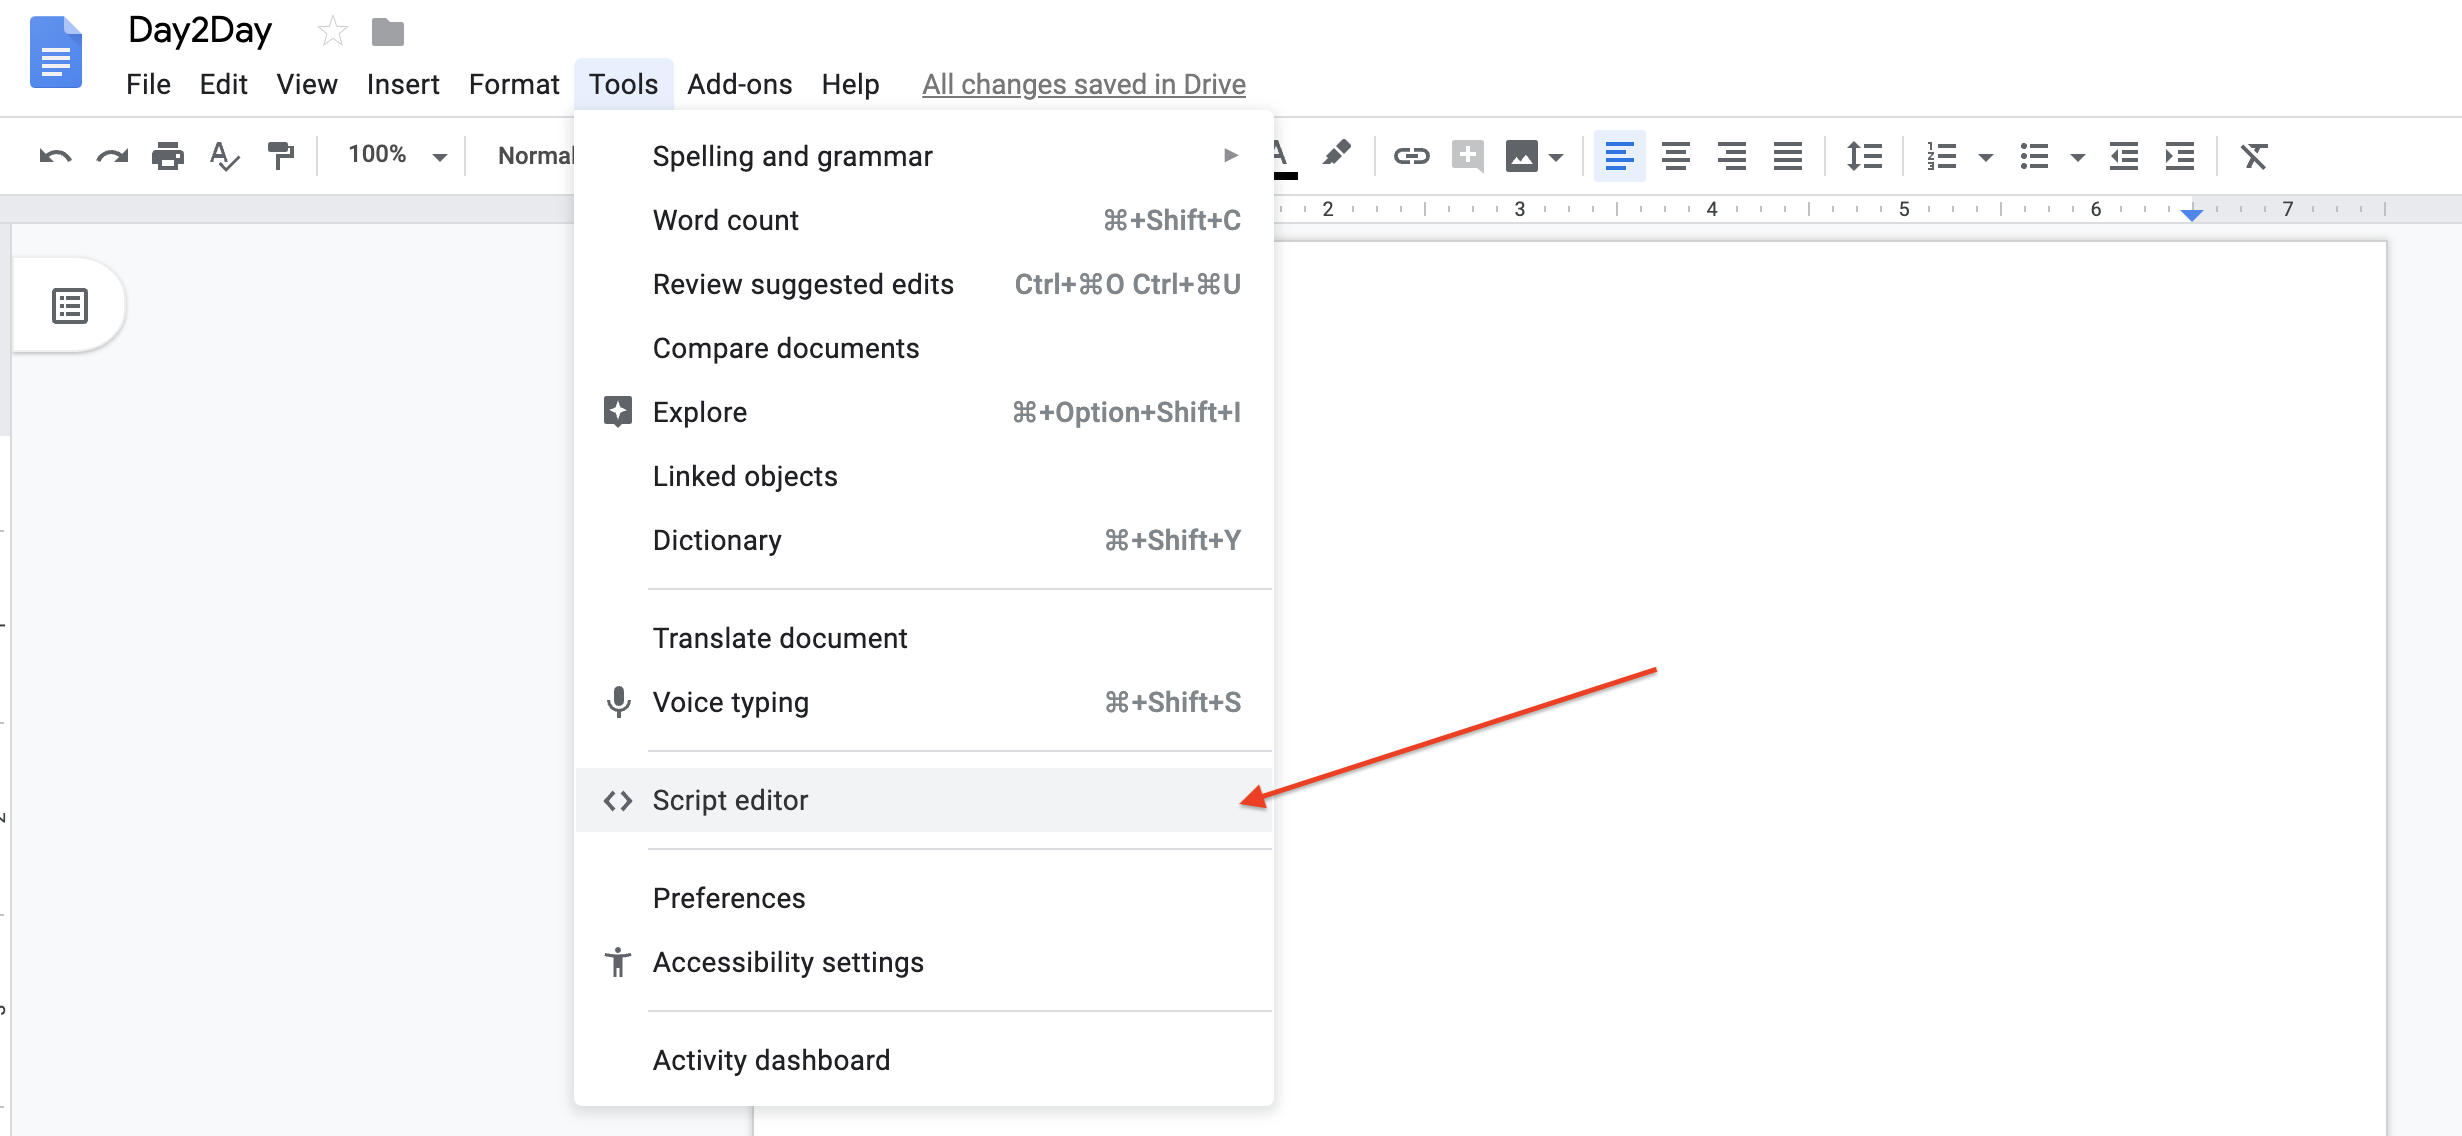 Day2Day
File Edit View Insert Format Tools Add-ons Help All changes saved in Drive
100% Normal
2 3 4 5 6 7
Spelling and grammar
Word count ⌘+Shift+C
Review suggested edits Ctrl+⌘O Ctrl+⌘U
Compare documents
Explore ⌘+Option+Shift+I
Linked objects
Dictionary ⌘+Shift+Y
Translate document
Voice typing ⌘+Shift+S
Script editor
Preferences
Accessibility settings
Activity dashboard